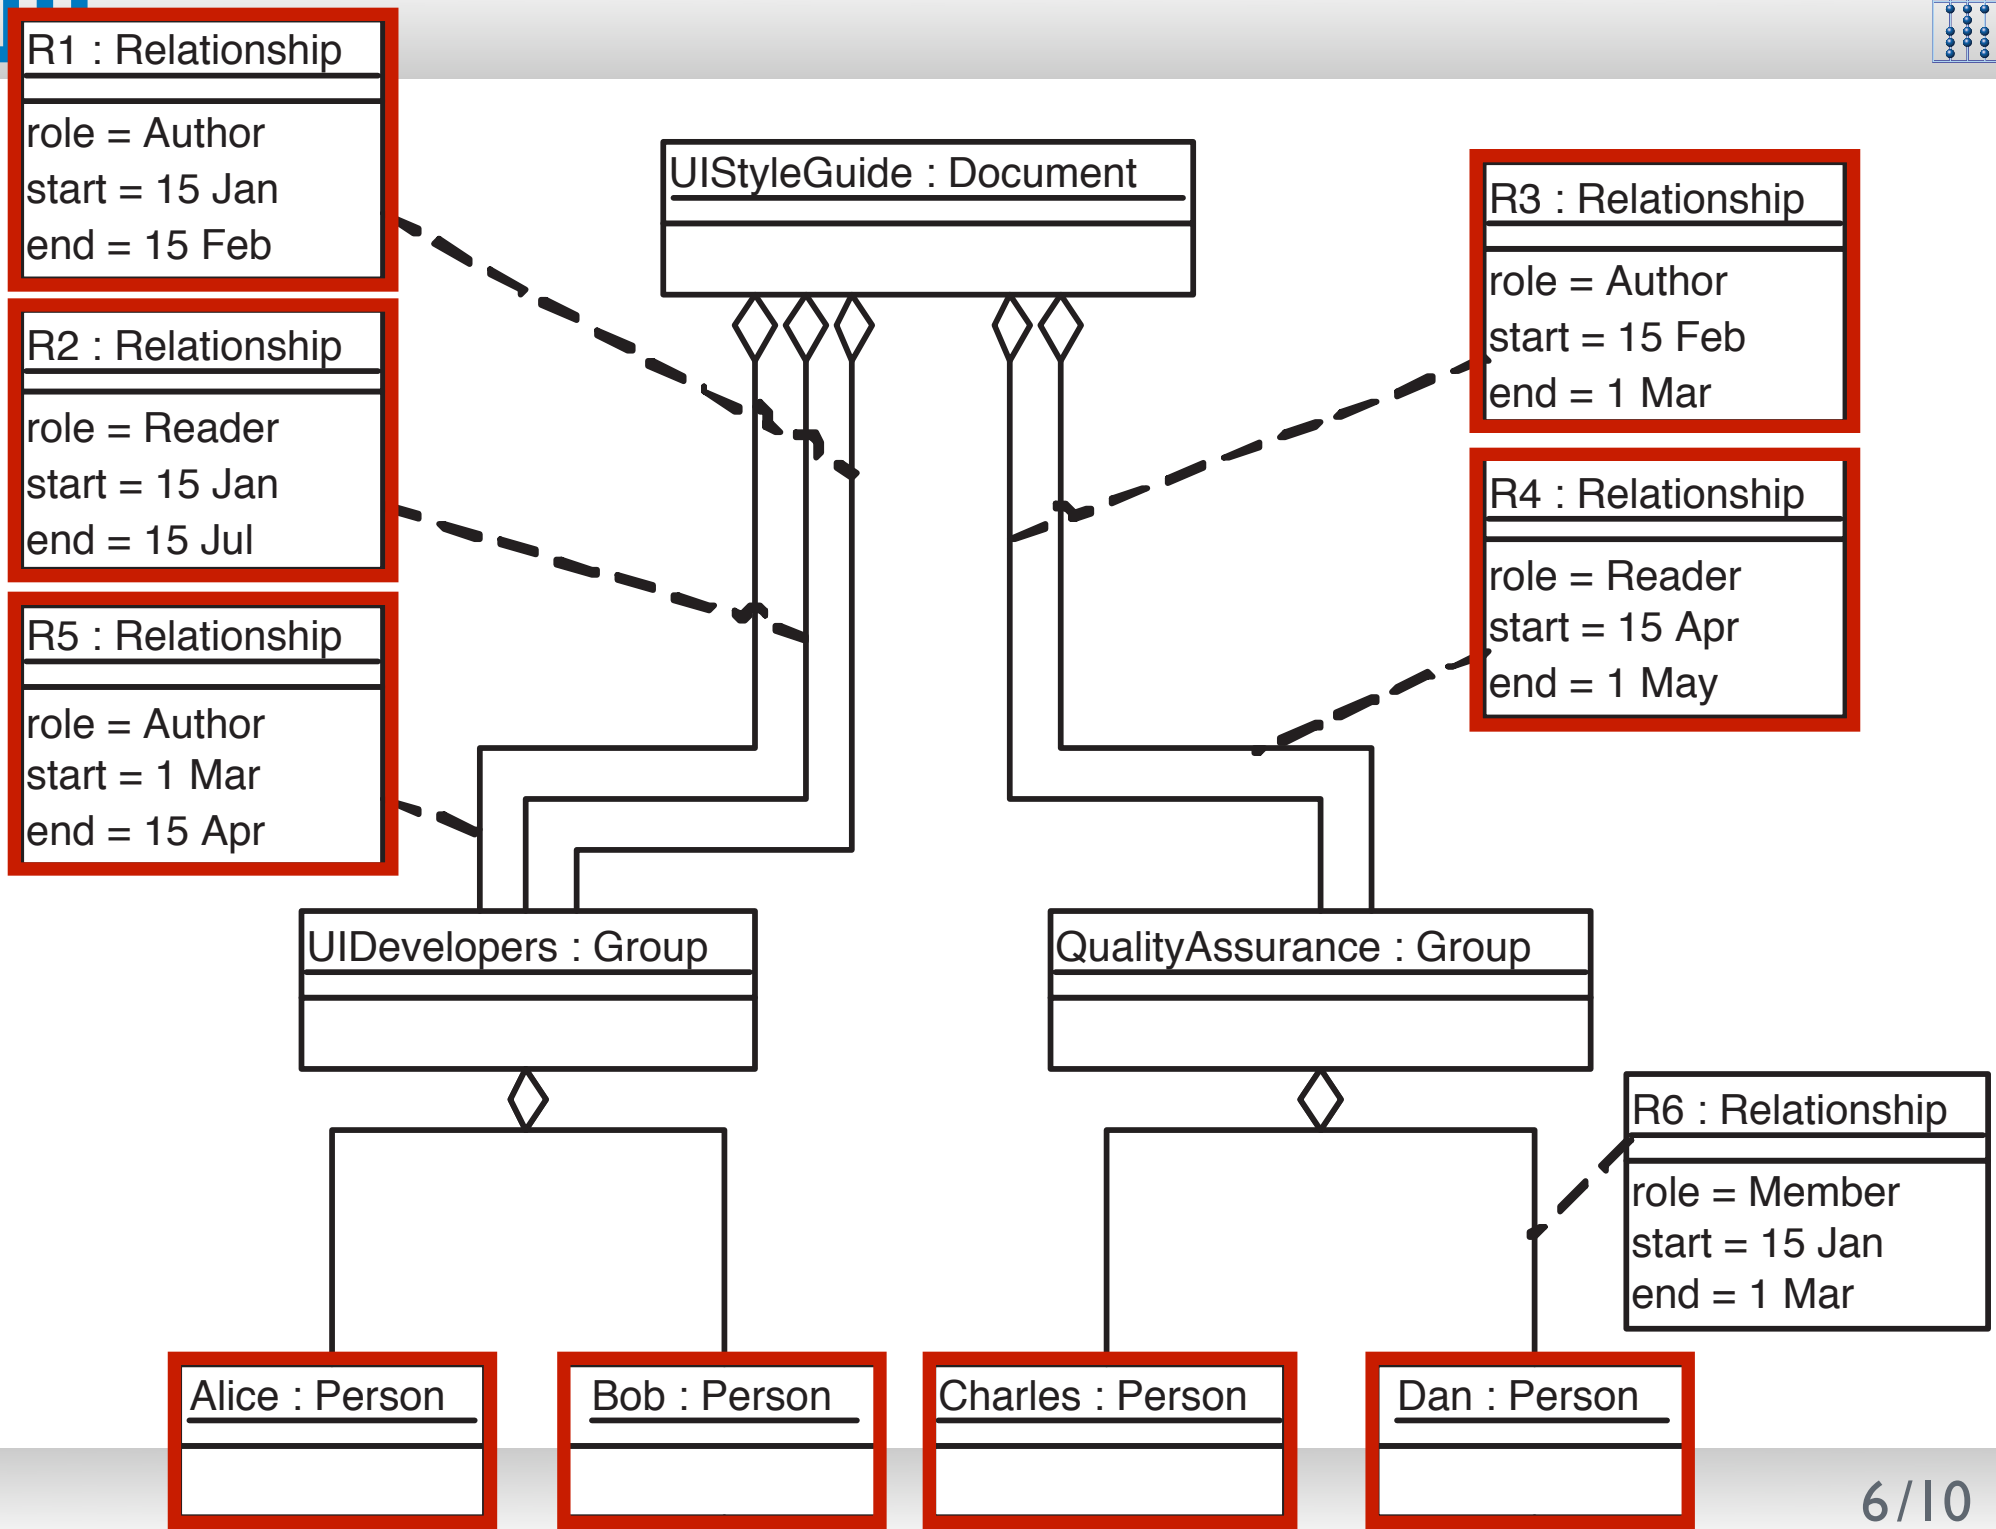 R1 : Relationship
role = Author
start = 15 Jan
end = 15 Feb
R2 : Relationship
role = Reader
start = 15 Jan
end = 15 Jul
R5 : Relationship
role = Author
start = 1 Mar
end = 15 Apr
UIStyleGuide : Document
R3 : Relationship
role = Author
start = 15 Feb
end = 1 Mar
R4 : Relationship
role = Reader
start = 15 Apr
end = 1 May
UIDevelopers : Group
QualityAssurance : Group
R6 : Relationship
role = Member
start = 15 Jan
end = 1 Mar
Alice : Person
Bob : Person
Charles : Person
Dan : Person
6/10